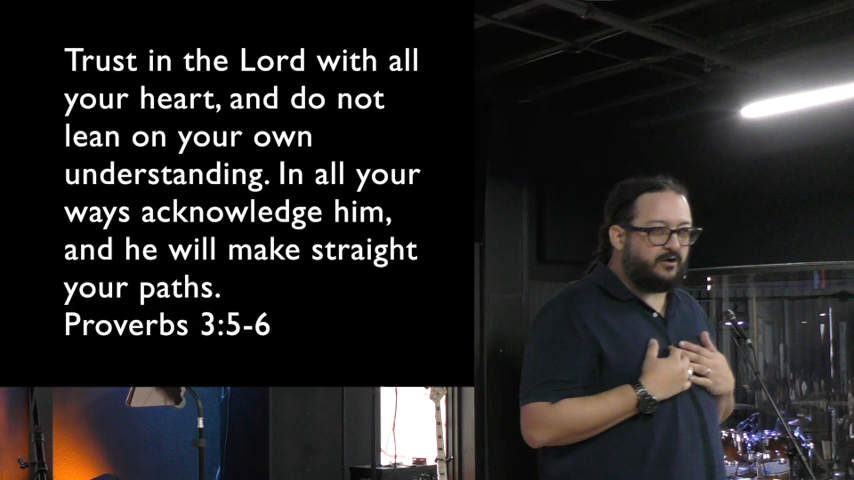 Trust in the Lord with all
your heart, and do not
lean on your own
understanding. In all your
ways acknowledge him,
and he will make straight
your paths.
Proverbs 3:5-6